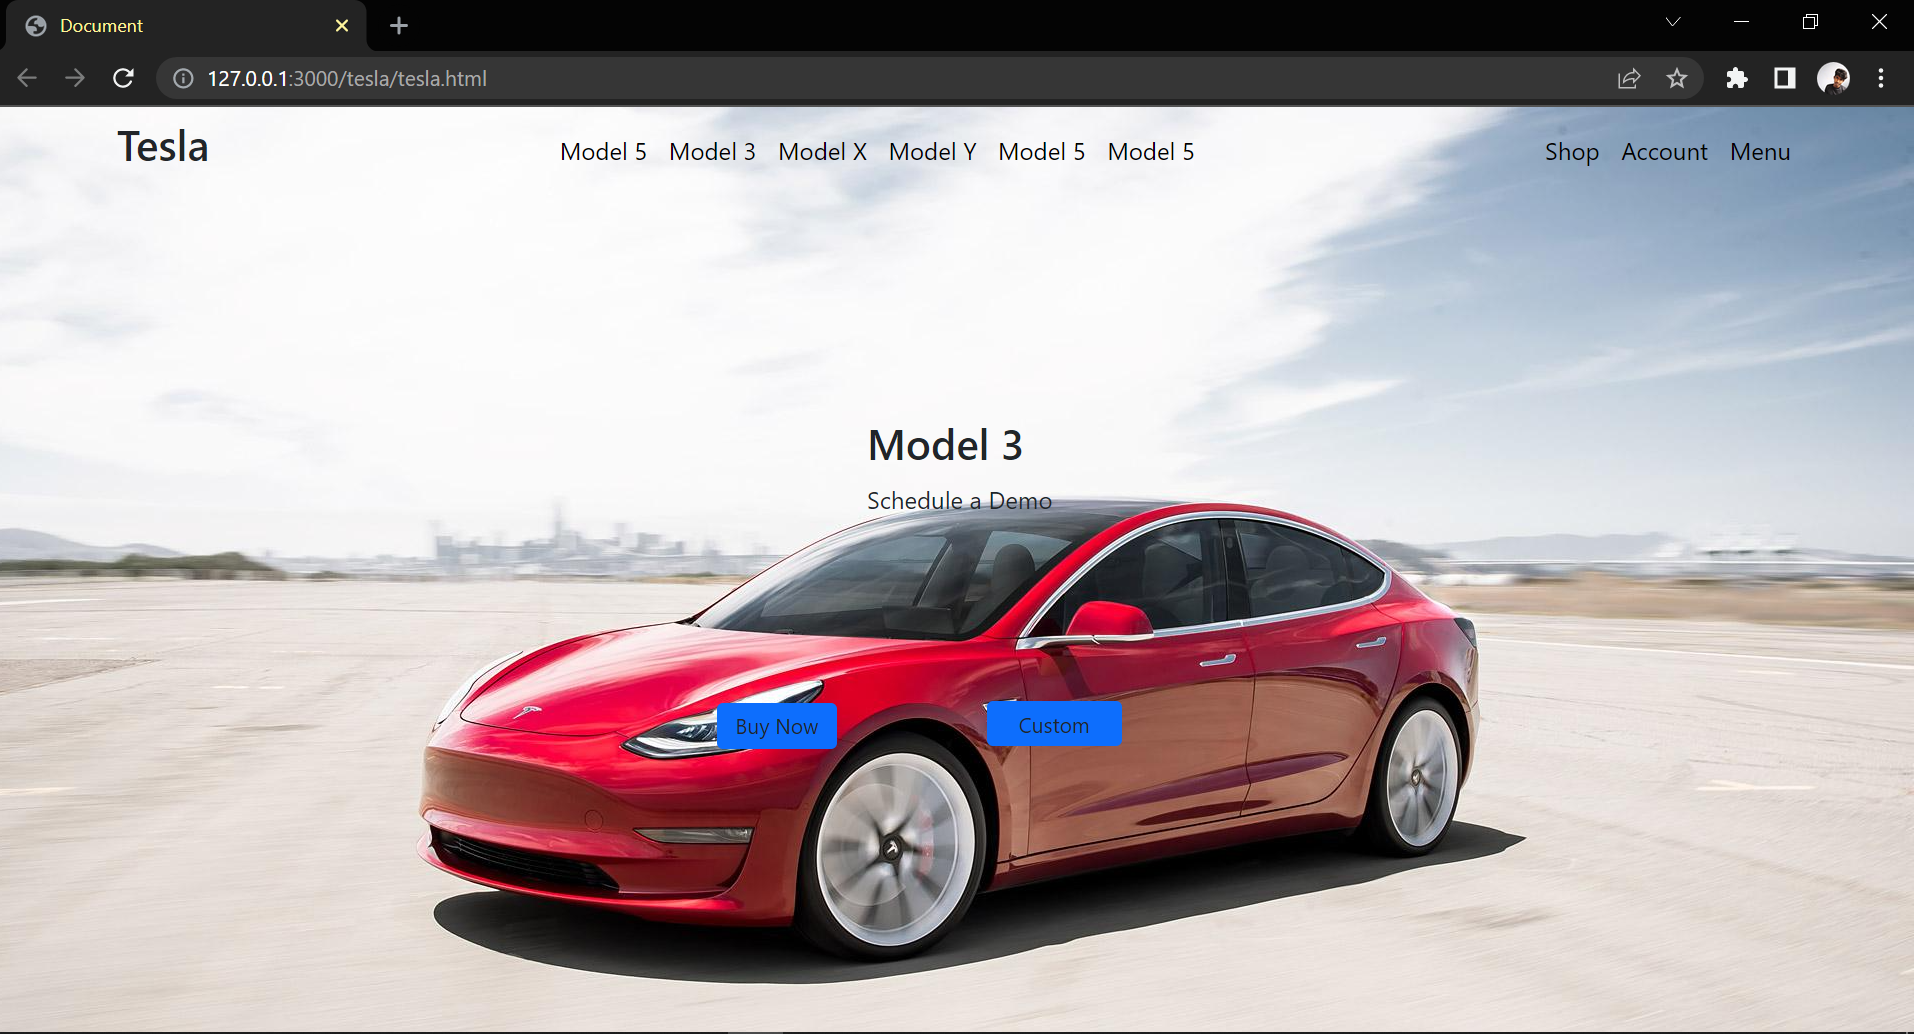 Document
127.0.0.1:3000/tesla/tesla.html
Tesla Model 5 Model 3 Model X Model Y Model 5 Model 5 Shop Account Menu
Model 3
Schedule a Demo
Buy Now Custom